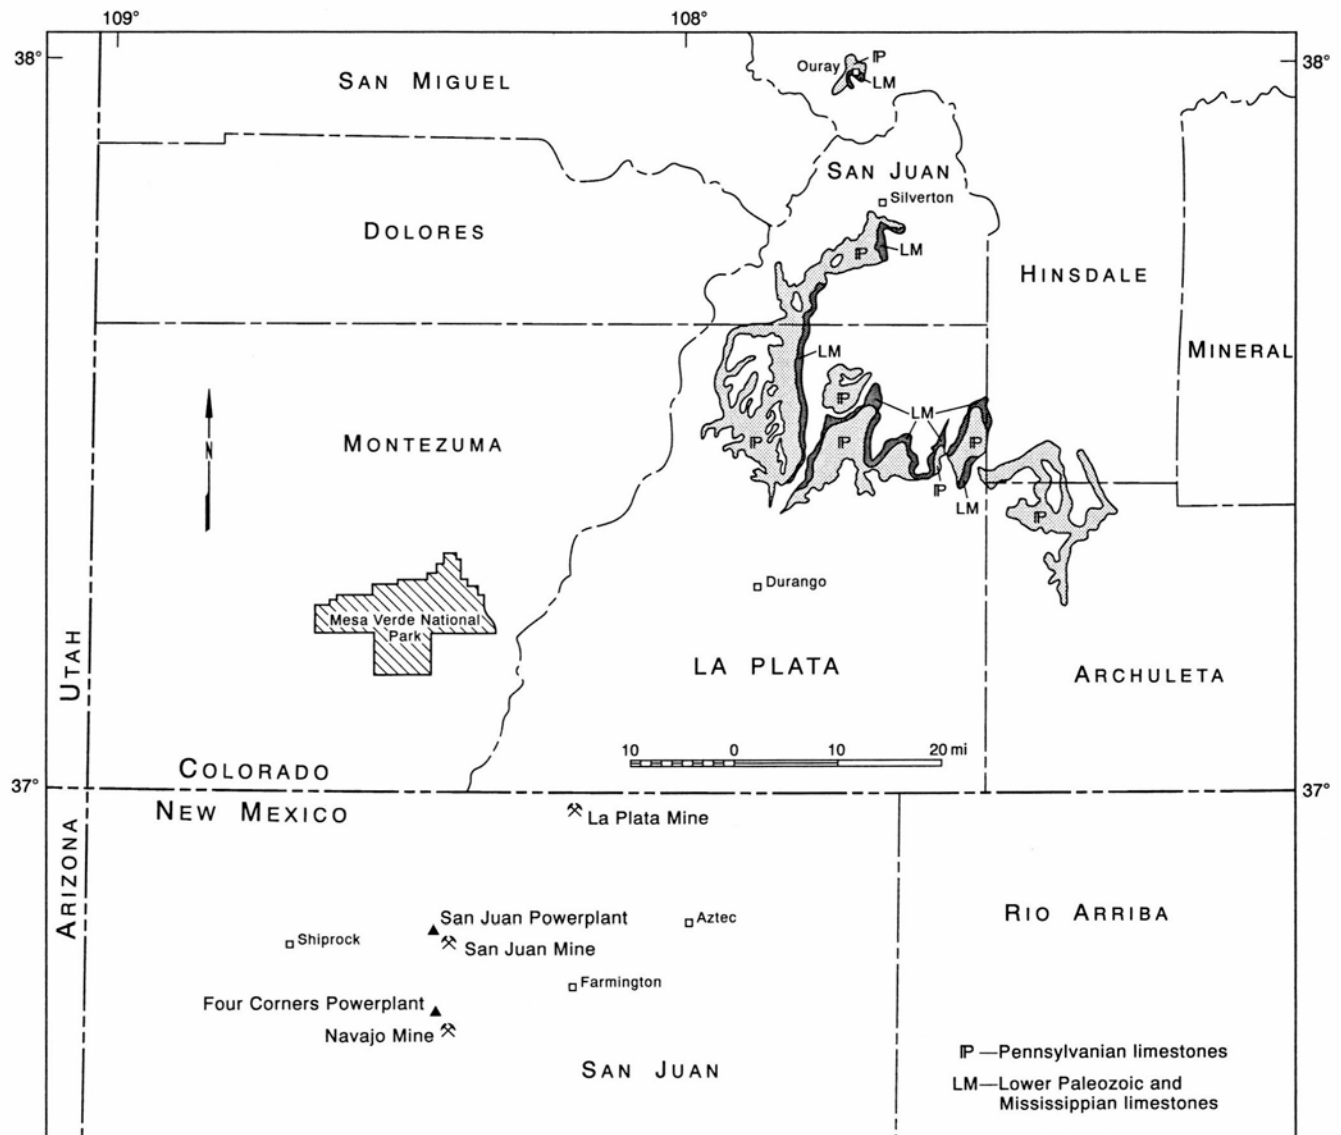 109°
108°
38°
38°
SAN MIGUEL
Ouray
IP
LM
SAN JUAN
Silverton
DOLORES
IP
LM
HINSDALE
MINERAL
LM
IP
LM
N
MONTEZUMA
IP
IP
IP
IP
LM
IP
Durango
Mesa Verde National
Park
UTAH
LA PLATA
ARCHULETA
10 0 10 20 mi
COLORADO
37°
37°
NEW MEXICO
La Plata Mine
ARIZONA
San Juan Powerplant
Aztec
RIO ARRIBA
Shiprock
San Juan Mine
Farmington
Four Corners Powerplant
Navajo Mine
SAN JUAN
IP—Pennsylvanian limestones
LM—Lower Paleozoic and
Mississippian limestones